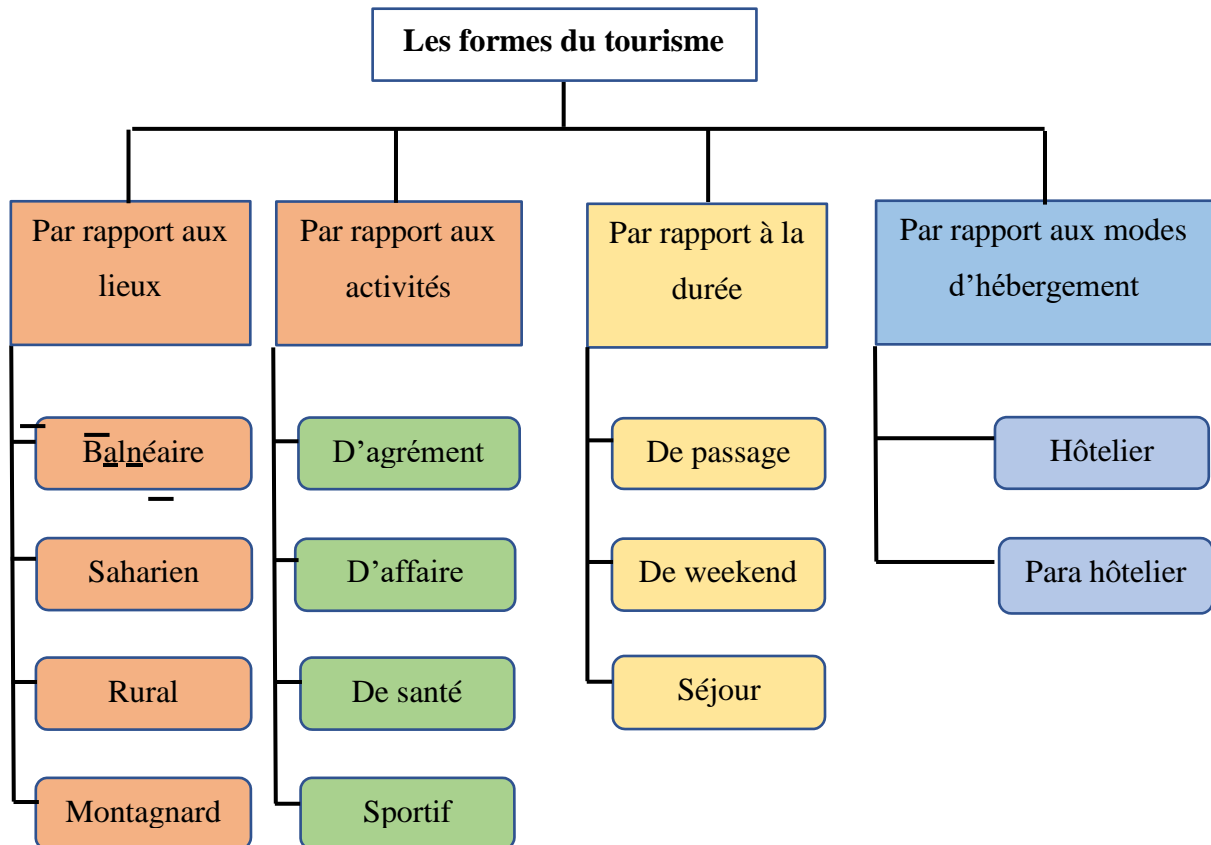 Les formes du tourisme
Par rapport aux
lieux
Balnéaire
Saharien
Rural
Montagnard
Par rapport aux
activités
D’agrément
D’affaire
De santé
Sportif
Par rapport à la
durée
De passage
De weekend
Séjour
Par rapport aux modes
d’hébergement
Hôtelier
Para hôtelier